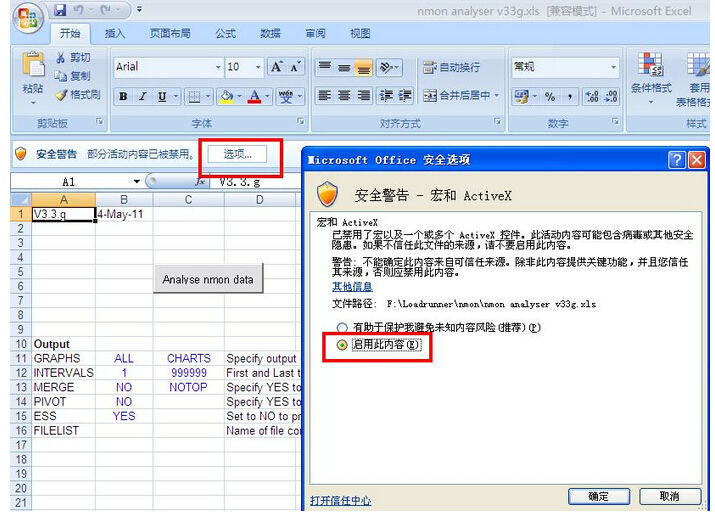 nmon analyser v33g.xls [兼容模式] - Microsoft Excel
开始 插入 页面布局 公式 数据 审阅 视图
粘贴 剪切 复制 格式刷
Arial 10
B I U
自动换行
合并后居中
常规
% ,
条件格式 套用 表格格式
剪贴板 字体 对齐方式 数字 样式
安全警告 部分活动内容已被禁用。 选项...
A1 fx V3.3.g
A B C D
1 V3.3.g 4-May-11
2
3
4
5
6
7
8
9
Analyse nmon data
10 Output
11 GRAPHS ALL CHARTS Specify output
12 INTERVALS 1 999999 First and Last t
13 MERGE NO NOTOP Specify YES to
14 PIVOT NO Specify YES to
15 ESS YES Set to NO to pr
16 FILELIST Name of file con
17
18
19
20
21
Microsoft Office 安全选项
安全警告 - 宏和 ActiveX
宏和 ActiveX
已禁用了宏以及一个或多个 ActiveX 控件。此活动内容可能包含病毒或其他安全
隐患。如果不信任此文件的来源，请不要启用此内容。
警告: 不能确定此内容来自可信任来源。除非此内容提供关键功能，并且您信任
其来源，否则应禁用此内容。
其他信息
文件路径: F:\Loadrunner\nmon\nmon analyser v33g.xls
有助于保护我避免未知内容风险(推荐)(P)
启用此内容(E)
打开信任中心
确定 取消